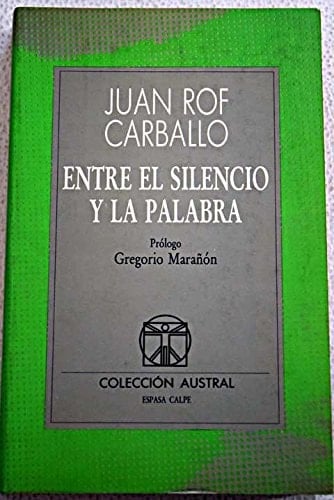 JUAN ROF
CARBALLO
ENTRE EL SILENCIO
Y LA PALABRA
Prólogo
Gregorio Marañón
COLECCIÓN AUSTRAL
ESPASA CALPE